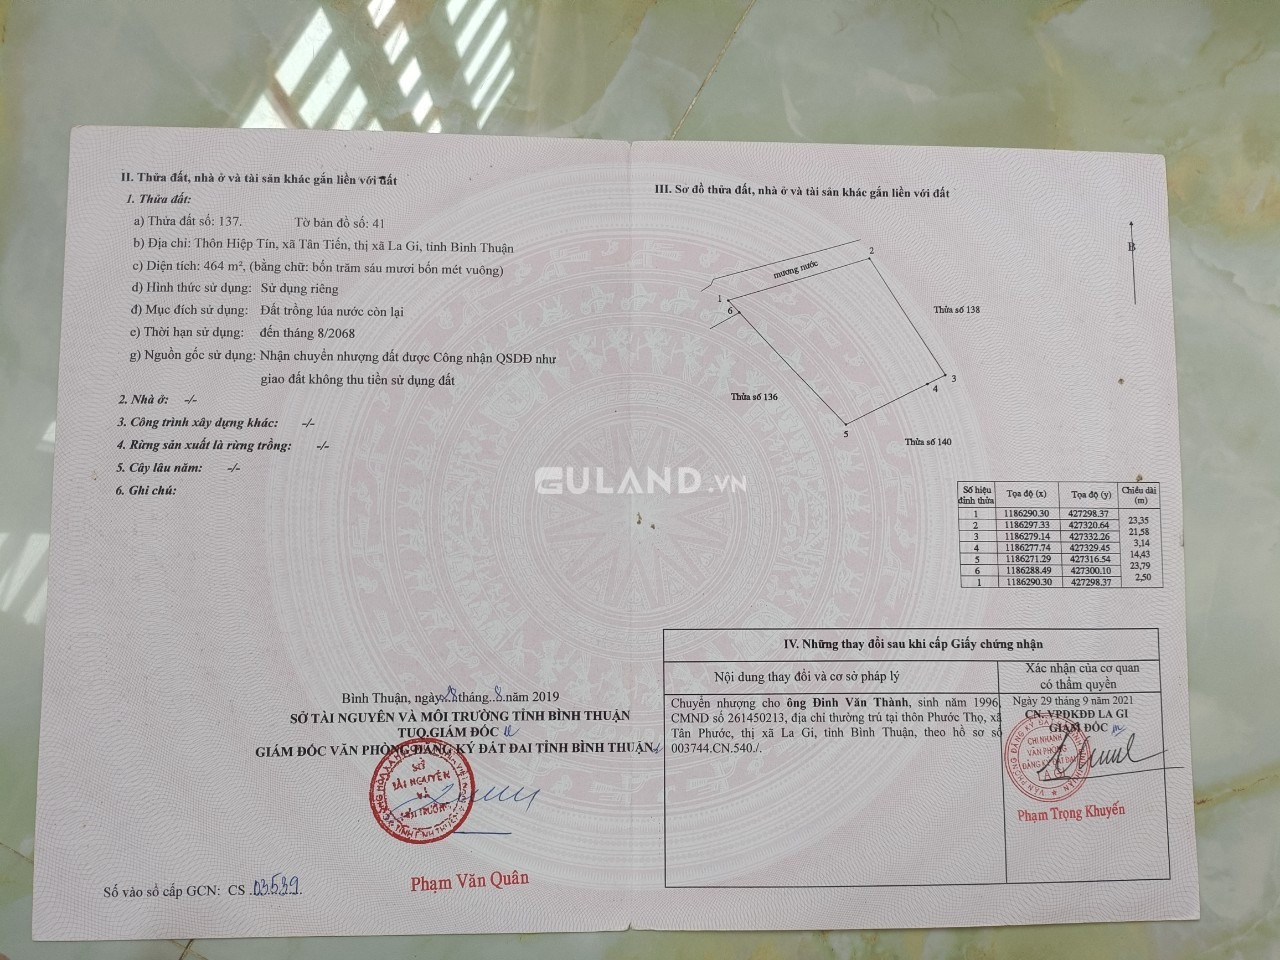 II. Thửa đất, nhà ở và tài sản khác gắn liền với đất
1. Thửa đất:
a) Thửa đất số: 137. Tờ bản đồ số: 41
b) Địa chỉ: Thôn Hiệp Tín, xã Tân Tiến, thị xã La Gi, tỉnh Bình Thuận
c) Diện tích: 464 m², (bằng chữ: bốn trăm sáu mươi bốn mét vuông)
d) Hình thức sử dụng: Sử dụng riêng
đ) Mục đích sử dụng: Đất trồng lúa nước còn lại
e) Thời hạn sử dụng: đến tháng 8/2068
g) Nguồn gốc sử dụng: Nhận chuyển nhượng đất được Công nhận QSDĐ như
giao đất không thu tiền sử dụng đất
2. Nhà ở: -/-
3. Công trình xây dựng khác: -/-
4. Rừng sản xuất là rừng trồng: -/-
5. Cây lâu năm: -/-
6. Ghi chú:
Bình Thuận, ngày 28 tháng 8 năm 2019
SỞ TÀI NGUYÊN VÀ MÔI TRƯỜNG TỈNH BÌNH THUẬN
TUQ.GIÁM ĐỐC
GIÁM ĐỐC VĂN PHÒNG ĐĂNG KÝ ĐẤT ĐAI TỈNH BÌNH THUẬN
SỞ
TÀI NGUYÊN
VÀ
MÔI TRƯỜNG
Phạm Văn Quân
Số vào sổ cấp GCN: CS 03539
III. Sơ đồ thửa đất, nhà ở và tài sản khác gắn liền với đất
B
mương nước
1
2
3
4
5
6
Thửa số 138
Thửa số 136
Thửa số 140
GULAND.VN
Số hiệu đỉnh thửa Tọa độ (x) Tọa độ (y) Chiều dài (m)
1 1186290.30 427298.37
23,35
2 1186297.33 427320.64
21,58
3 1186279.14 427332.26
3,14
4 1186277.74 427329.45
14,43
5 1186271.29 427316.54
23,79
6 1186288.49 427300.10
2,50
1 1186290.30 427298.37
IV. Những thay đổi sau khi cấp Giấy chứng nhận
Nội dung thay đổi và cơ sở pháp lý
Xác nhận của cơ quan
có thẩm quyền
Chuyển nhượng cho ông Đinh Văn Thành, sinh năm 1996,
CMND số 261450213, địa chỉ thường trú tại thôn Phước Thọ, xã
Tân Phước, thị xã La Gi, tỉnh Bình Thuận, theo hồ sơ số
003744.CN.540./.
Ngày 29 tháng 9 năm 2021
CN. VPĐKĐĐ LA GI
GIÁM ĐỐC
CHI NHÁNH
VĂN PHÒNG
ĐĂNG KÝ ĐẤT ĐAI
Phạm Trọng Khuyến